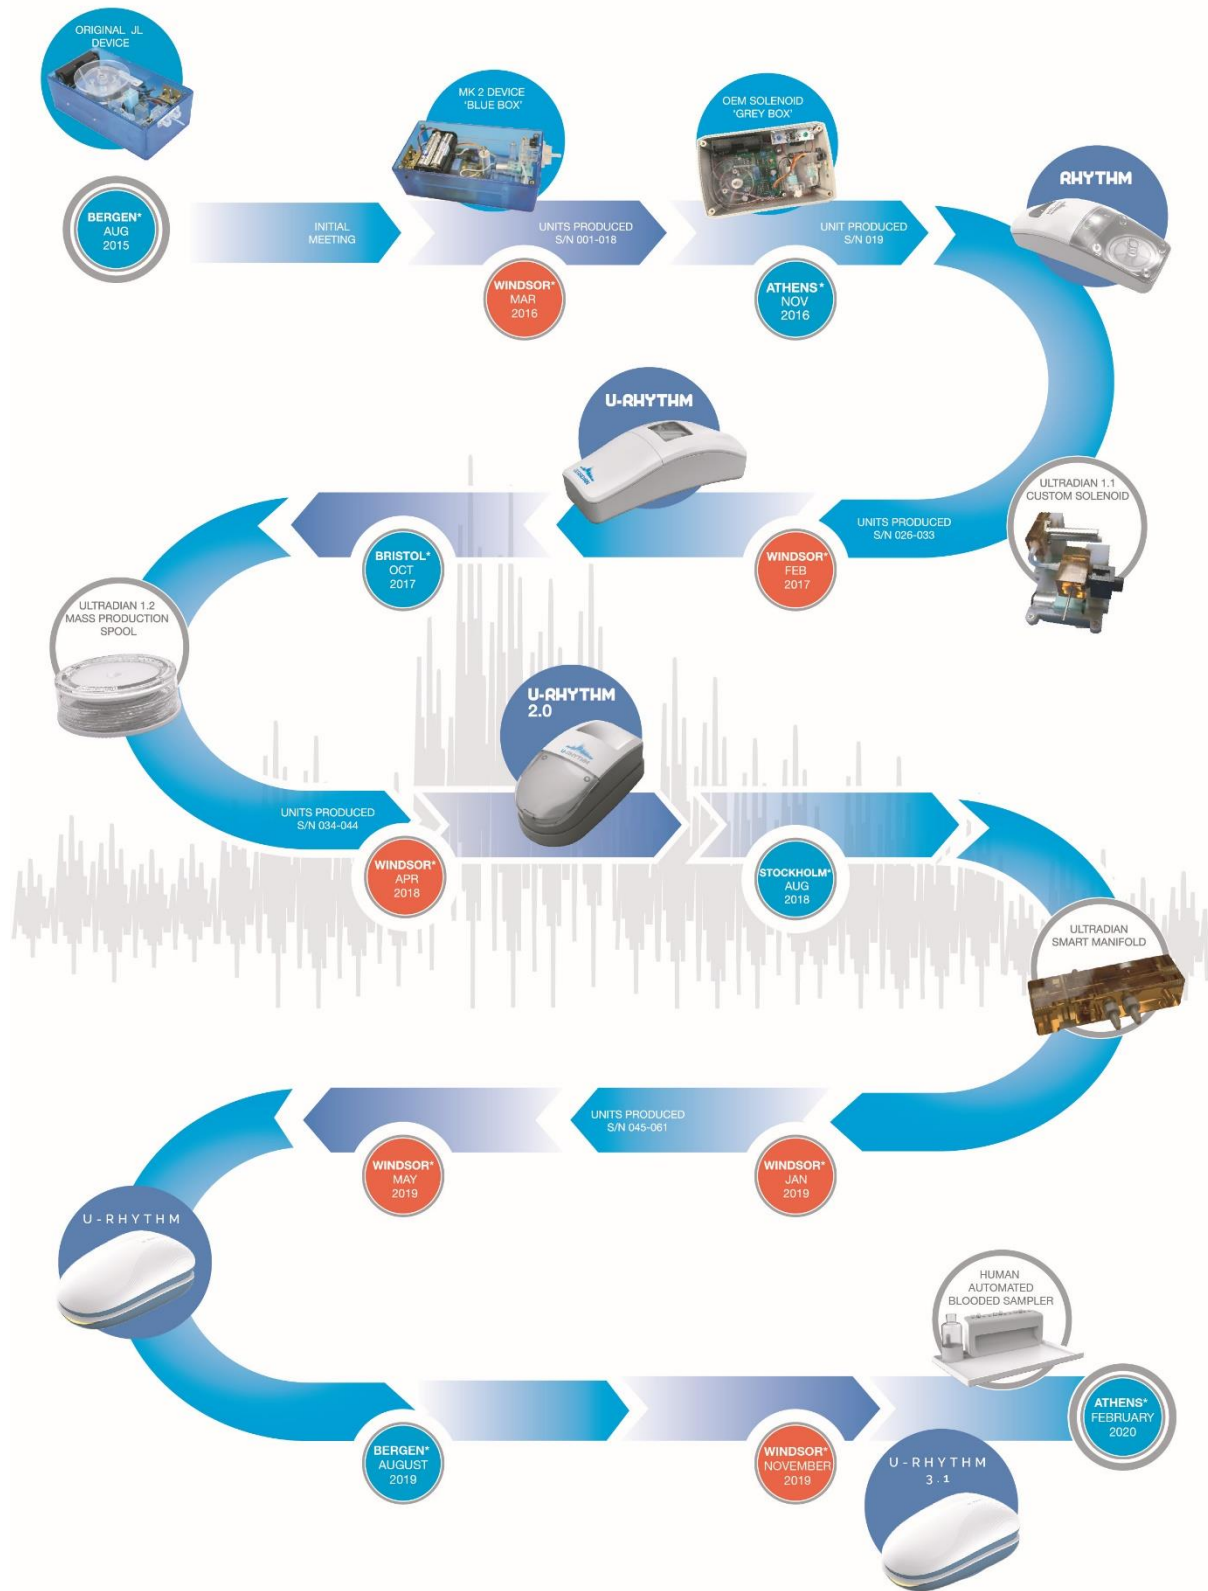 ORIGINAL JL
DEVICE
BERGEN*
AUG
2015
INITIAL
MEETING
MK 2 DEVICE
'BLUE BOX'
UNITS PRODUCED
S/N 001-018
WINDSOR*
MAR
2016
OEM SOLENOID
'GREY BOX'
UNIT PRODUCED
S/N 019
ATHENS*
NOV
2016
RHYTHM
ULTRADIAN 1.1
CUSTOM SOLENOID
UNITS PRODUCED
S/N 026-033
WINDSOR*
FEB
2017
U-RHYTHM
BRISTOL*
OCT
2017
ULTRADIAN 1.2
MASS PRODUCTION
SPOOL
UNITS PRODUCED
S/N 034-044
WINDSOR*
APR
2018
U-RHYTHM
2.0
U-RHYTHM
STOCKHOLM*
AUG
2018
ULTRADIAN
SMART MANIFOLD
WINDSOR*
JAN
2019
UNITS PRODUCED
S/N 045-061
WINDSOR*
MAY
2019
U-RHYTHM
BERGEN*
AUGUST
2019
WINDSOR*
NOVEMBER
2019
HUMAN
AUTOMATED
BLOODED SAMPLER
ATHENS*
FEBRUARY
2020
U-RHYTHM
3.1